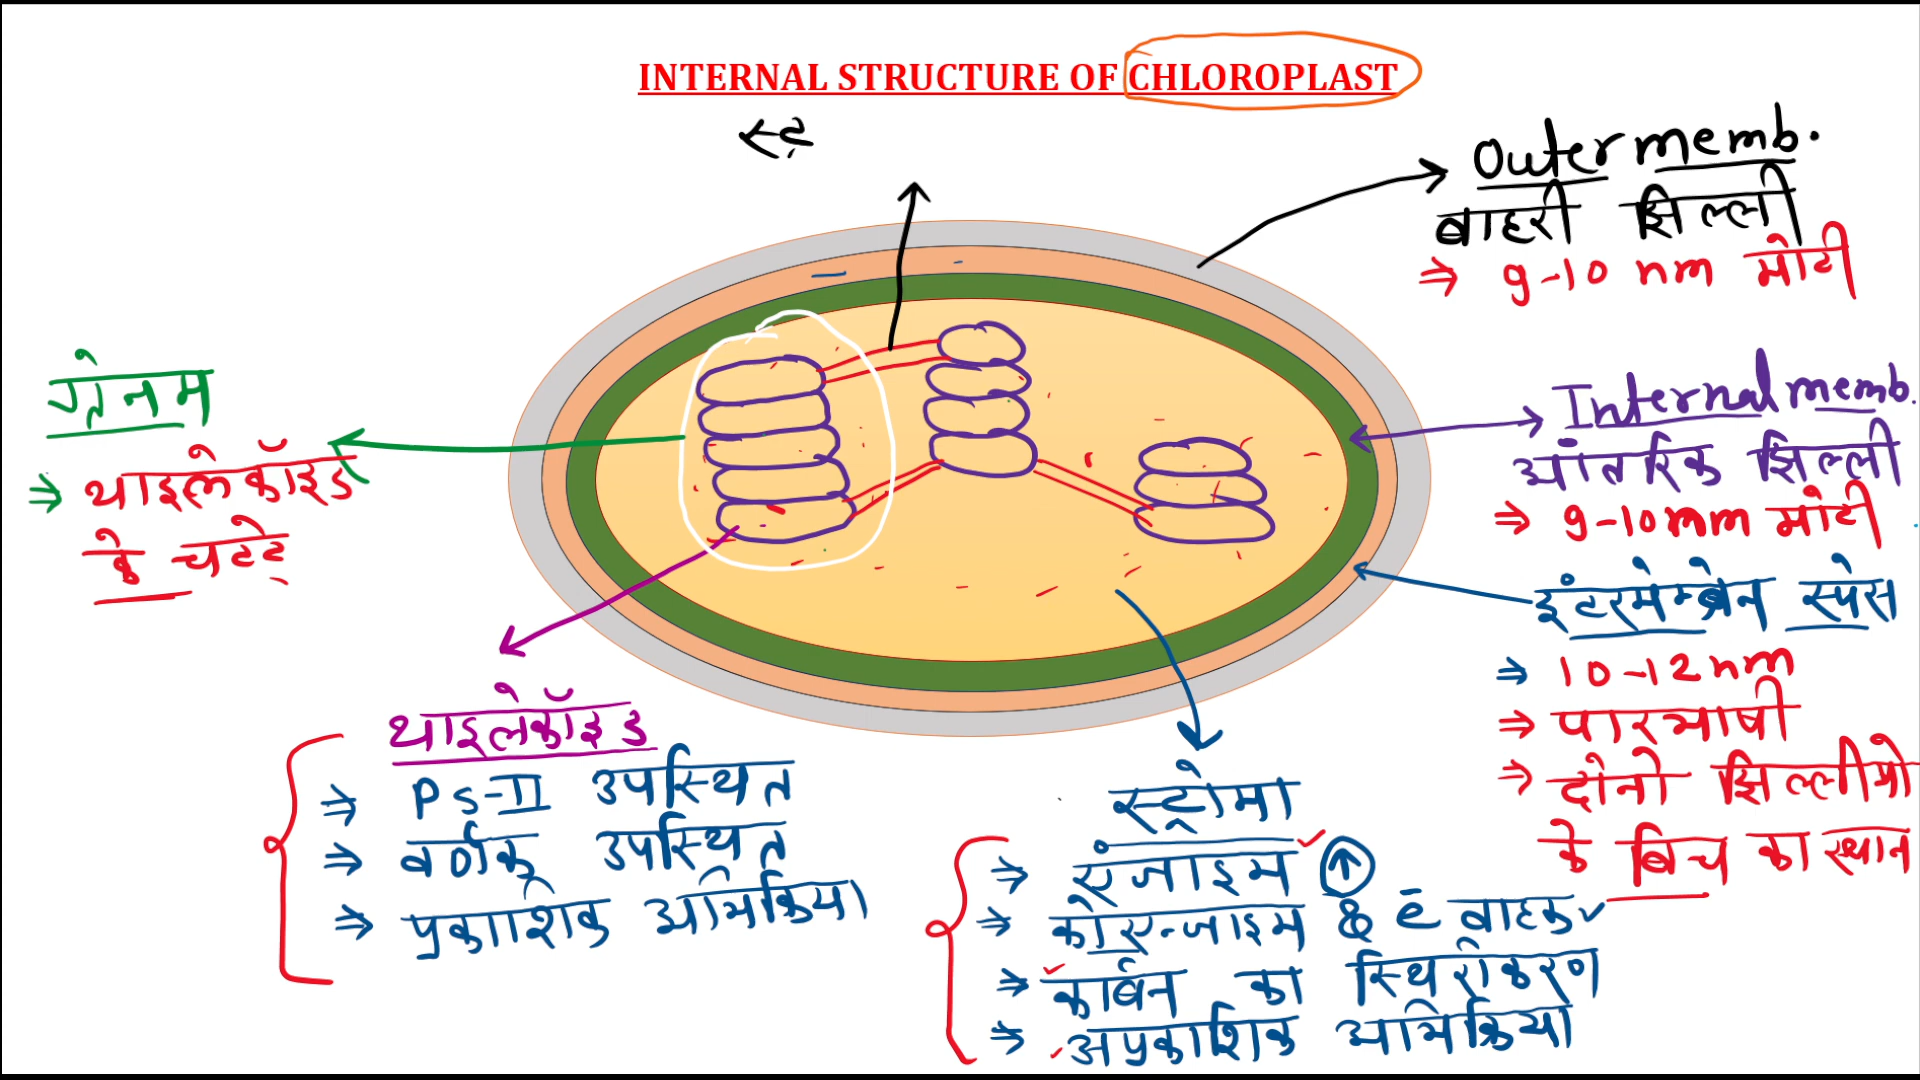 INTERNAL STRUCTURE OF CHLOROPLAST
Outer memb.
बाहरी झिल्ली
⇒ 9-10 nm मोटी
Internal memb.
आंतरिक झिल्ली
⇒ 9-10 nm मोटी
इंटरमेम्ब्रेन स्पेस
⇒ 10-12 nm
⇒ पारभाषी
⇒ दोनो झिल्लीयो
के बिच का स्थान
ग्रेनम
⇒ थाइलेकॉइड
के चट्टे
थाइलेकॉइड
⇒ PS-II उपस्थित
⇒ वर्णक उपस्थित
⇒ प्रकाशिक अभिक्रिया
स्ट्रोमा
⇒ एंजाइम ↑
⇒ कोएन्जाइम & ē वाहक
⇒ कार्बन का स्थिरीकरण
⇒ अप्रकाशिक अभिक्रिया